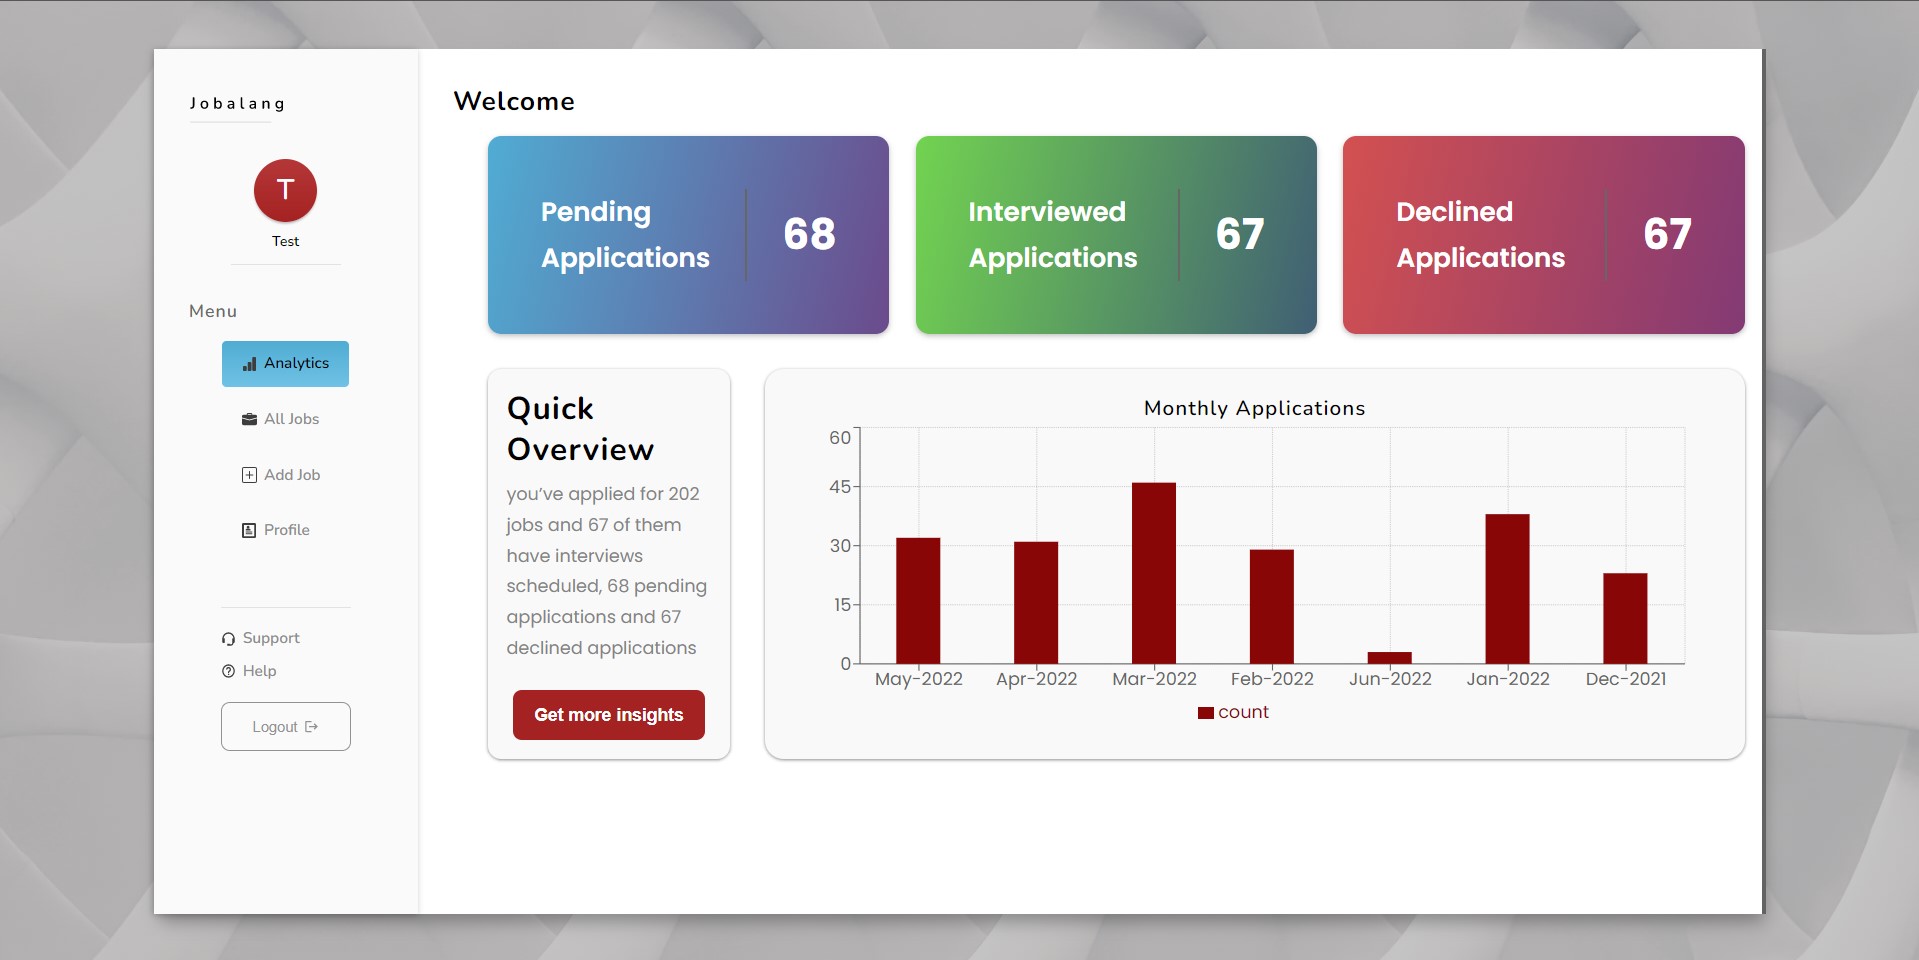 Jobalang
T
Test
Menu
Analytics
All Jobs
Add Job
Profile
Support
Help
Logout
Welcome
Pending
Applications
68
Interviewed
Applications
67
Declined
Applications
67
Quick
Overview
you’ve applied for 202
jobs and 67 of them
have interviews
scheduled, 68 pending
applications and 67
declined applications
Get more insights
Monthly Applications
60
45
30
15
0
May-2022 Apr-2022 Mar-2022 Feb-2022 Jun-2022 Jan-2022 Dec-2021
count